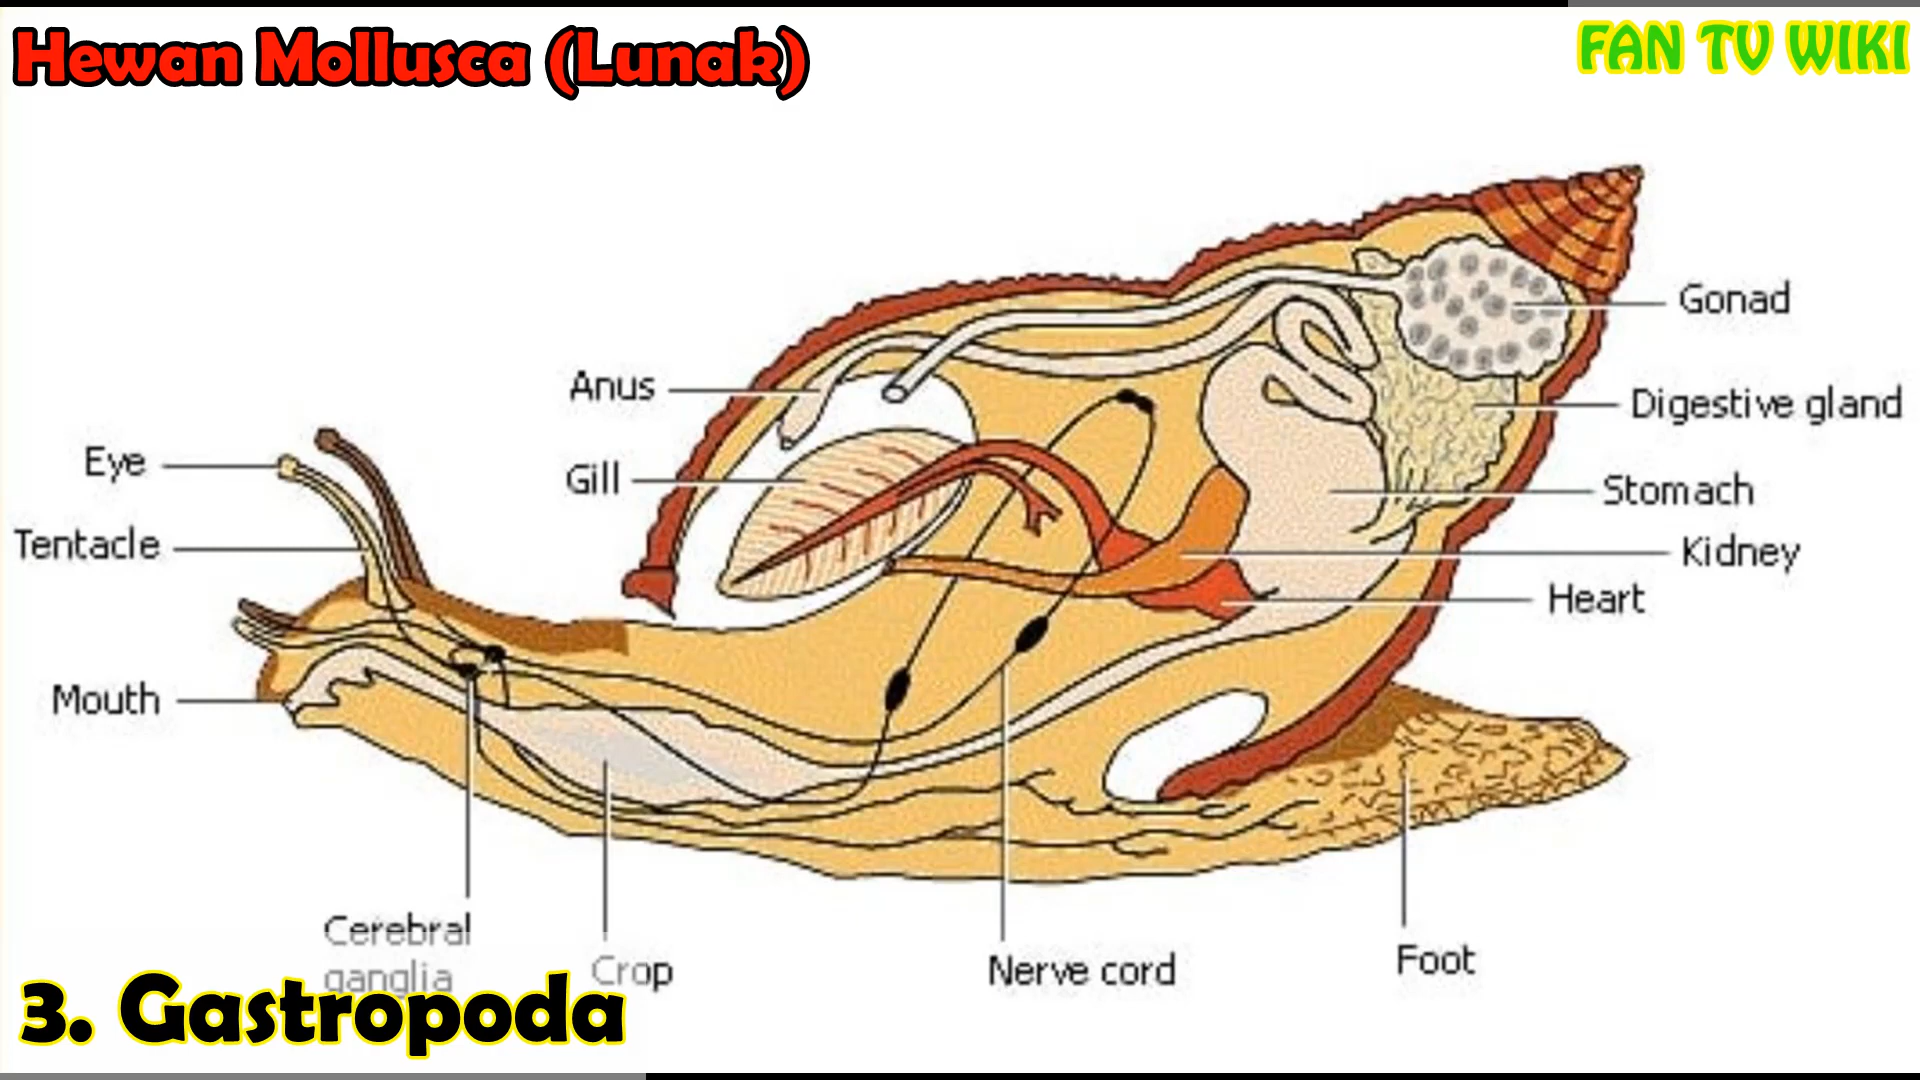 Hewan Mollusca (Lunak)
FAN TV WIKI
Gonad
Anus
Digestive gland
Eye
Gill
Stomach
Tentacle
Kidney
Heart
Mouth
Cerebral
ganglia
Crop
Nerve cord
Foot
3. Gastropoda